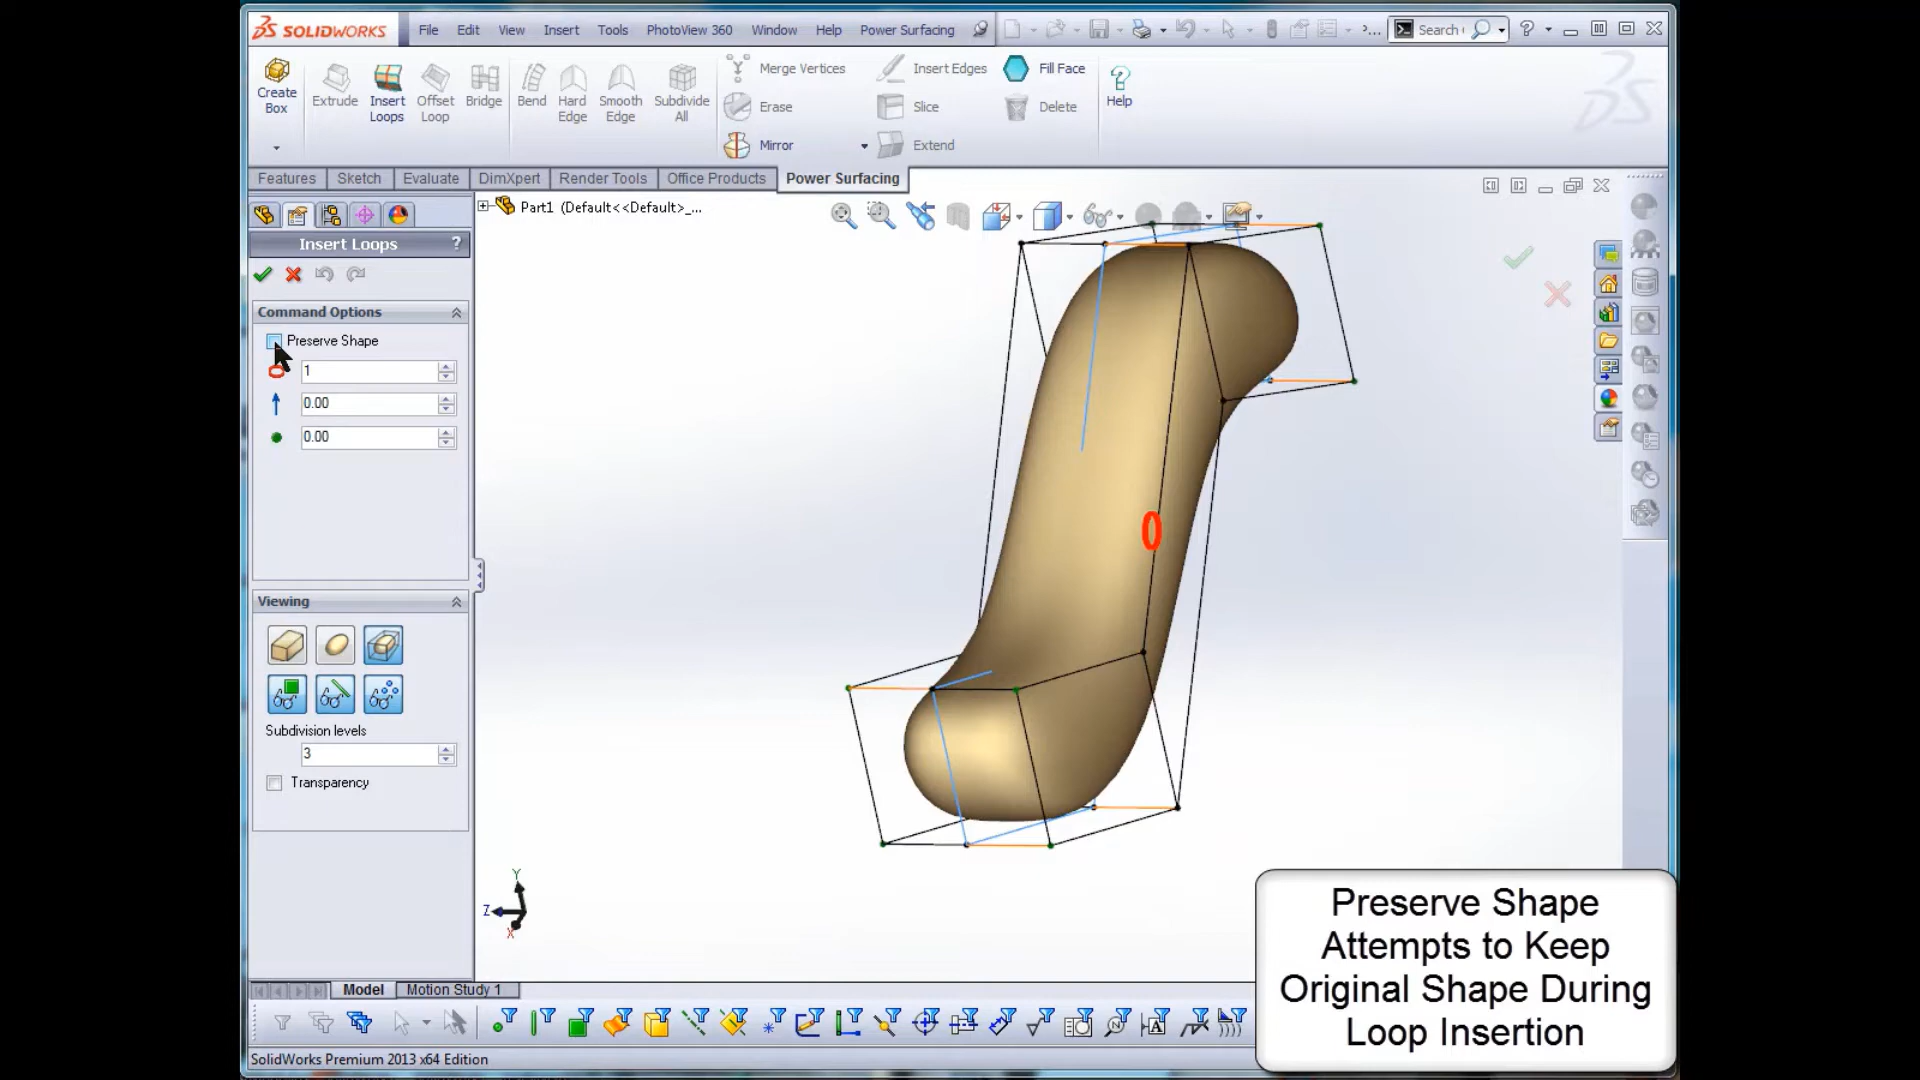 SOLIDWORKS File Edit View Insert Tools PhotoView 360 Window Help Power Surfacing Search
Create Box
Extrude
Insert Loops
Offset Loop
Bridge
Bend
Hard Edge
Smooth Edge
Subdivide All
Merge Vertices
Insert Edges
Fill Face
Erase
Slice
Delete
Mirror
Extend
Help
Features Sketch Evaluate DimXpert Render Tools Office Products Power Surfacing
Part1 (Default<<Default>_...
Insert Loops ?
Command Options
Preserve Shape
1
0.00
0.00
Viewing
Subdivision levels
3
Transparency
Y
Z
X
Preserve Shape
Attempts to Keep
Original Shape During
Loop Insertion
Model Motion Study 1
SolidWorks Premium 2013 x64 Edition